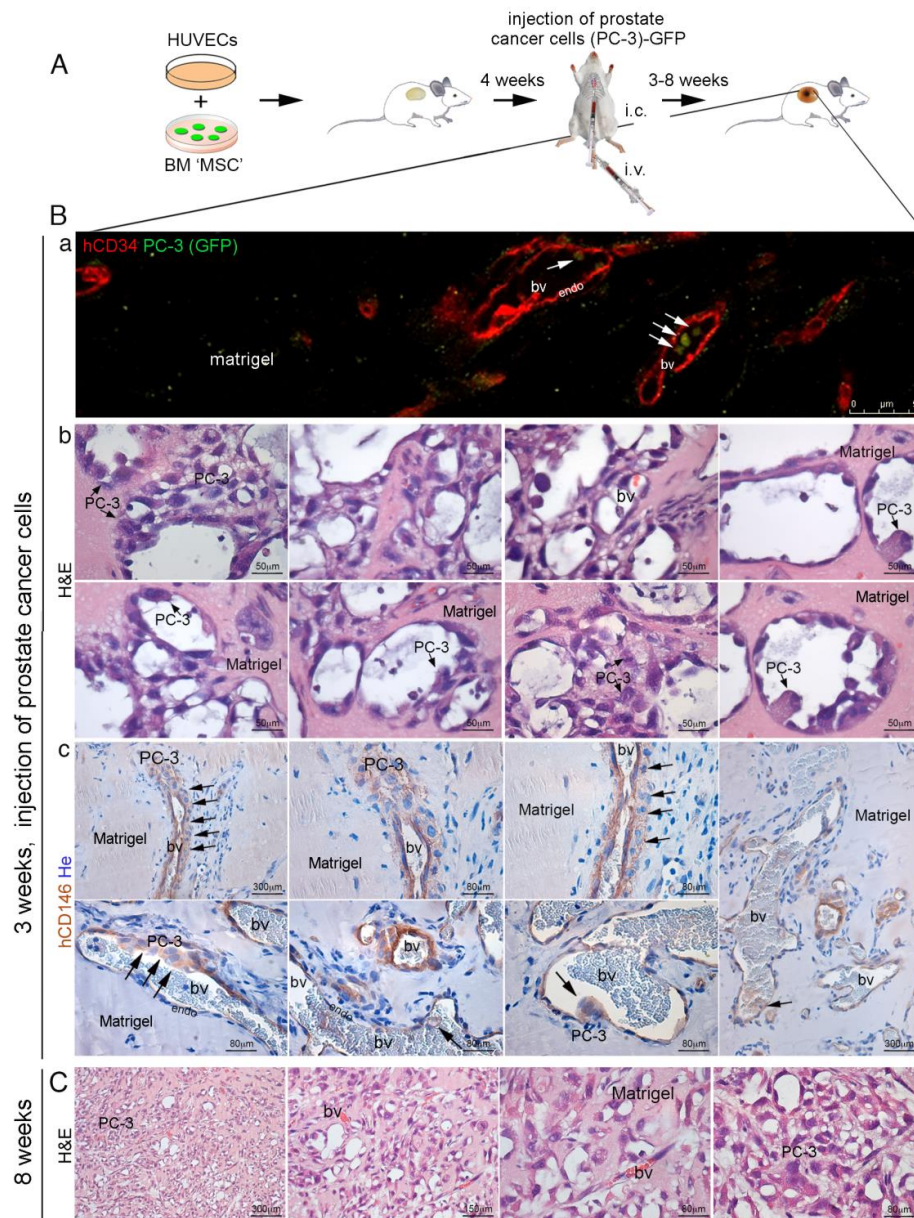 A
HUVECs
+
BM 'MSC'
4 weeks
injection of prostate
cancer cells (PC-3)-GFP
i.c.
i.v.
3-8 weeks
B
3 weeks, injection of prostate cancer cells
a
hCD34 PC-3 (GFP)
bv
endo
bv
matrigel
0 µm
b
H&E
PC-3
PC-3
50µm
50µm
bv
50µm
Matrigel
PC-3
50µm
PC-3
Matrigel
50µm
Matrigel
PC-3
50µm
PC-3
50µm
Matrigel
PC-3
50µm
c
hCD146 He
PC-3
Matrigel
bv
300µm
PC-3
Matrigel
bv
80µm
bv
Matrigel
80µm
Matrigel
bv
bv
300µm
PC-3
bv
endo
Matrigel
80µm
bv
bv
endo
bv
80µm
bv
PC-3
80µm
C
8 weeks
H&E
PC-3
300µm
bv
150µm
Matrigel
bv
80µm
PC-3
80µm